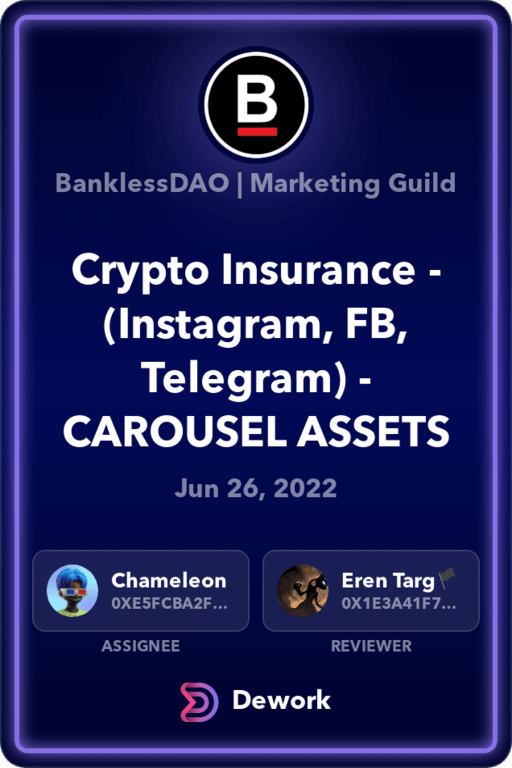 B
BanklessDAO | Marketing Guild
Crypto Insurance -
(Instagram, FB,
Telegram) -
CAROUSEL ASSETS
Jun 26, 2022
Chameleon
0XE5FCBA2F...
Eren Targ
0X1E3A41F7...
ASSIGNEE
REVIEWER
Dework